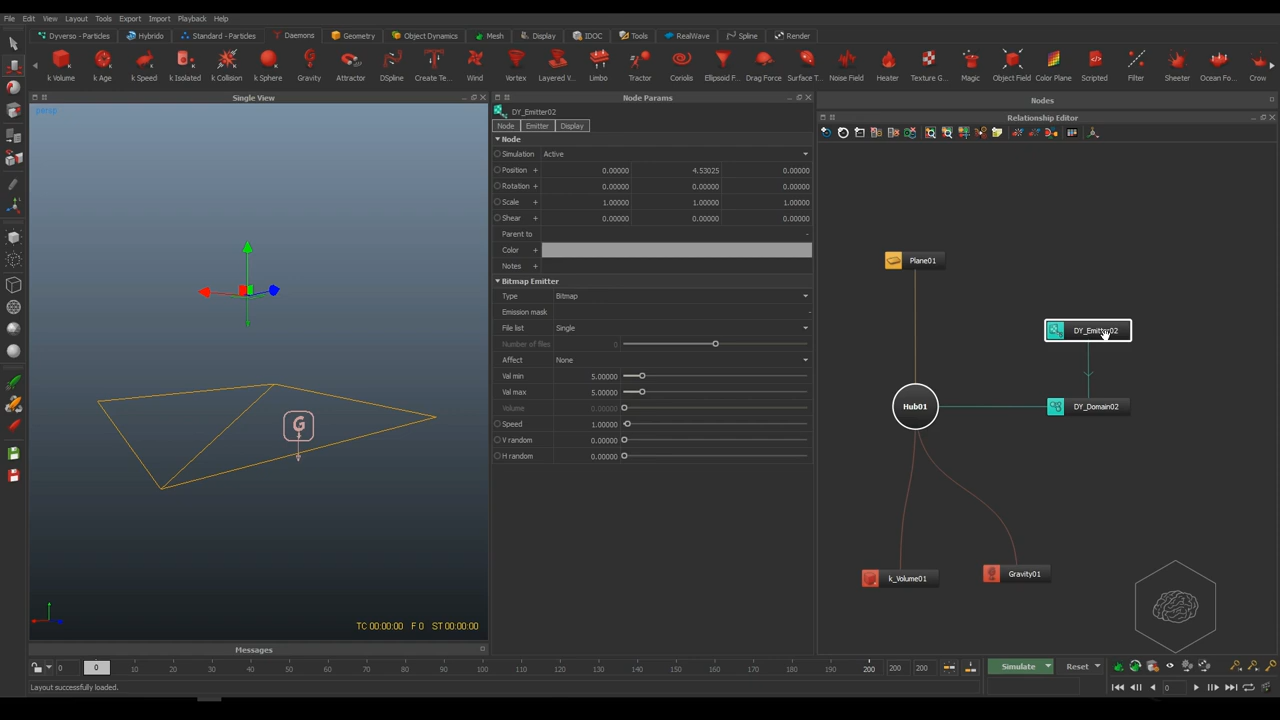 File Edit View Layout Tools Export Import Playback Help
Dyverso - Particles Hybrido Standard - Particles Daemons Geometry Object Dynamics Mesh Display IDOC Tools RealWave Spline Render
k Volume k Age k Speed k Isolated k Collision k Sphere Gravity Attractor DSpline Create Te... Wind Vortex Layered V... Limbo Tractor Coriolis Ellipsoid F... Drag Force Surface T... Noise Field Heater Texture G... Magic Object Field Color Plane Scripted Filter Sheeter Ocean Fo... Crow
Single View
persp
G
TC 00:00:00 F 0 ST 00:00:00
Messages
Node Params
DY_Emitter02
Node Emitter Display
Node
Simulation Active
Position + 0.00000 4.53025 0.00000
Rotation + 0.00000 0.00000 0.00000
Scale + 1.00000 1.00000 1.00000
Shear + 0.00000 0.00000 0.00000
Parent to -
Color +
Notes +
Bitmap Emitter
Type Bitmap
Emission mask -
File list Single
Number of files 0
Affect None
Val min 5.00000
Val max 5.00000
Volume 0.00000
Speed 1.00000
V random 0.00000
H random 0.00000
Nodes
Relationship Editor
Plane01
DY_Emitter02
Hub01
DY_Domain02
k_Volume01
Gravity01
0 0 10 20 30 40 50 60 70 80 90 100 110 120 130 140 150 160 170 180 190 200 200 200
Simulate Reset
Layout successfully loaded.
0